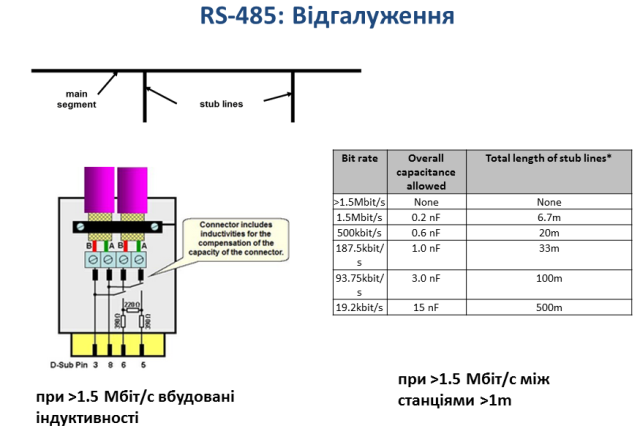 RS-485: Відгалуження
main
segment
stub lines
Connector includes
inductivities for the
compensation of the
capacity of the connector.
B A B A
220Ω
390Ω 390Ω
D-Sub Pin 3 8 6 5
Bit rate Overall capacitance allowed Total length of stub lines*
>1.5Mbit/s None None
1.5Mbit/s 0.2 nF 6.7m
500kbit/s 0.6 nF 20m
187.5kbit/s 1.0 nF 33m
93.75kbit/s 3.0 nF 100m
19.2kbit/s 15 nF 500m
при >1.5 Мбіт/с вбудовані
індуктивності
при >1.5 Мбіт/с між
станціями >1m